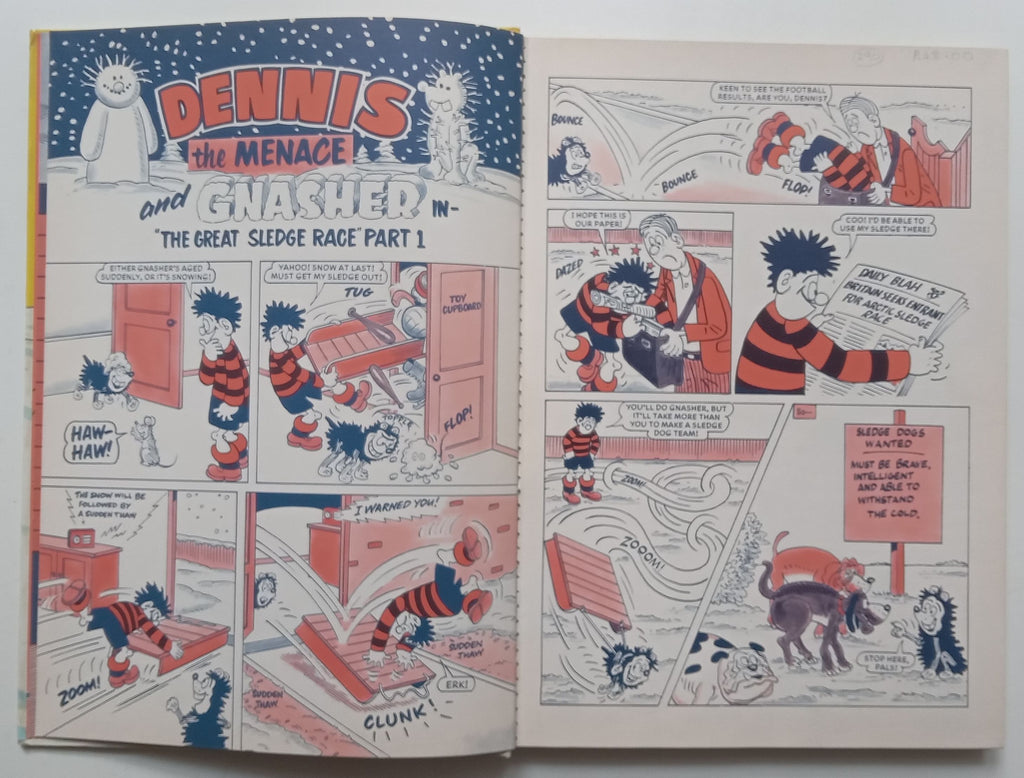 DENNIS
the MENACE
and GNASHER IN-
"THE GREAT SLEDGE RACE" PART 1
EITHER GNASHER'S AGED
SUDDENLY, OR IT'S SNOWING!
HAW-
HAW!
YAHOO! SNOW AT LAST!
MUST GET MY SLEDGE OUT!
TUG
TOY
CUPBOARD
TOPPLE
FLOP!
THE SNOW WILL BE
FOLLOWED BY
A SUDDEN THAW
ZOOM!
I WARNED YOU!
SUDDEN
THAW
SUDDEN
THAW
ERK!
CLUNK!
KEEN TO SEE THE FOOTBALL
RESULTS, ARE YOU, DENNIS?
BOUNCE
BOUNCE
FLOP!
I HOPE THIS IS
OUR PAPER!
DAZED
COO! I'D BE ABLE TO
USE MY SLEDGE THERE!
DAILY BLAH
BRITAIN SEEKS ENTRANT
FOR ARCTIC SLEDGE
RACE
YOU'LL DO GNASHER, BUT
IT'LL TAKE MORE THAN
YOU TO MAKE A SLEDGE
DOG TEAM!
ZOOM!
ZOOOM!
So—
SLEDGE DOGS
WANTED
MUST BE BRAVE,
INTELLIGENT
AND ABLE TO
WITHSTAND
THE COLD.
STOP HERE,
PALS!